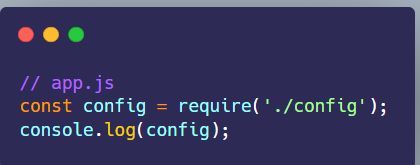 // app.js
const config = require('./config');
console.log(config);